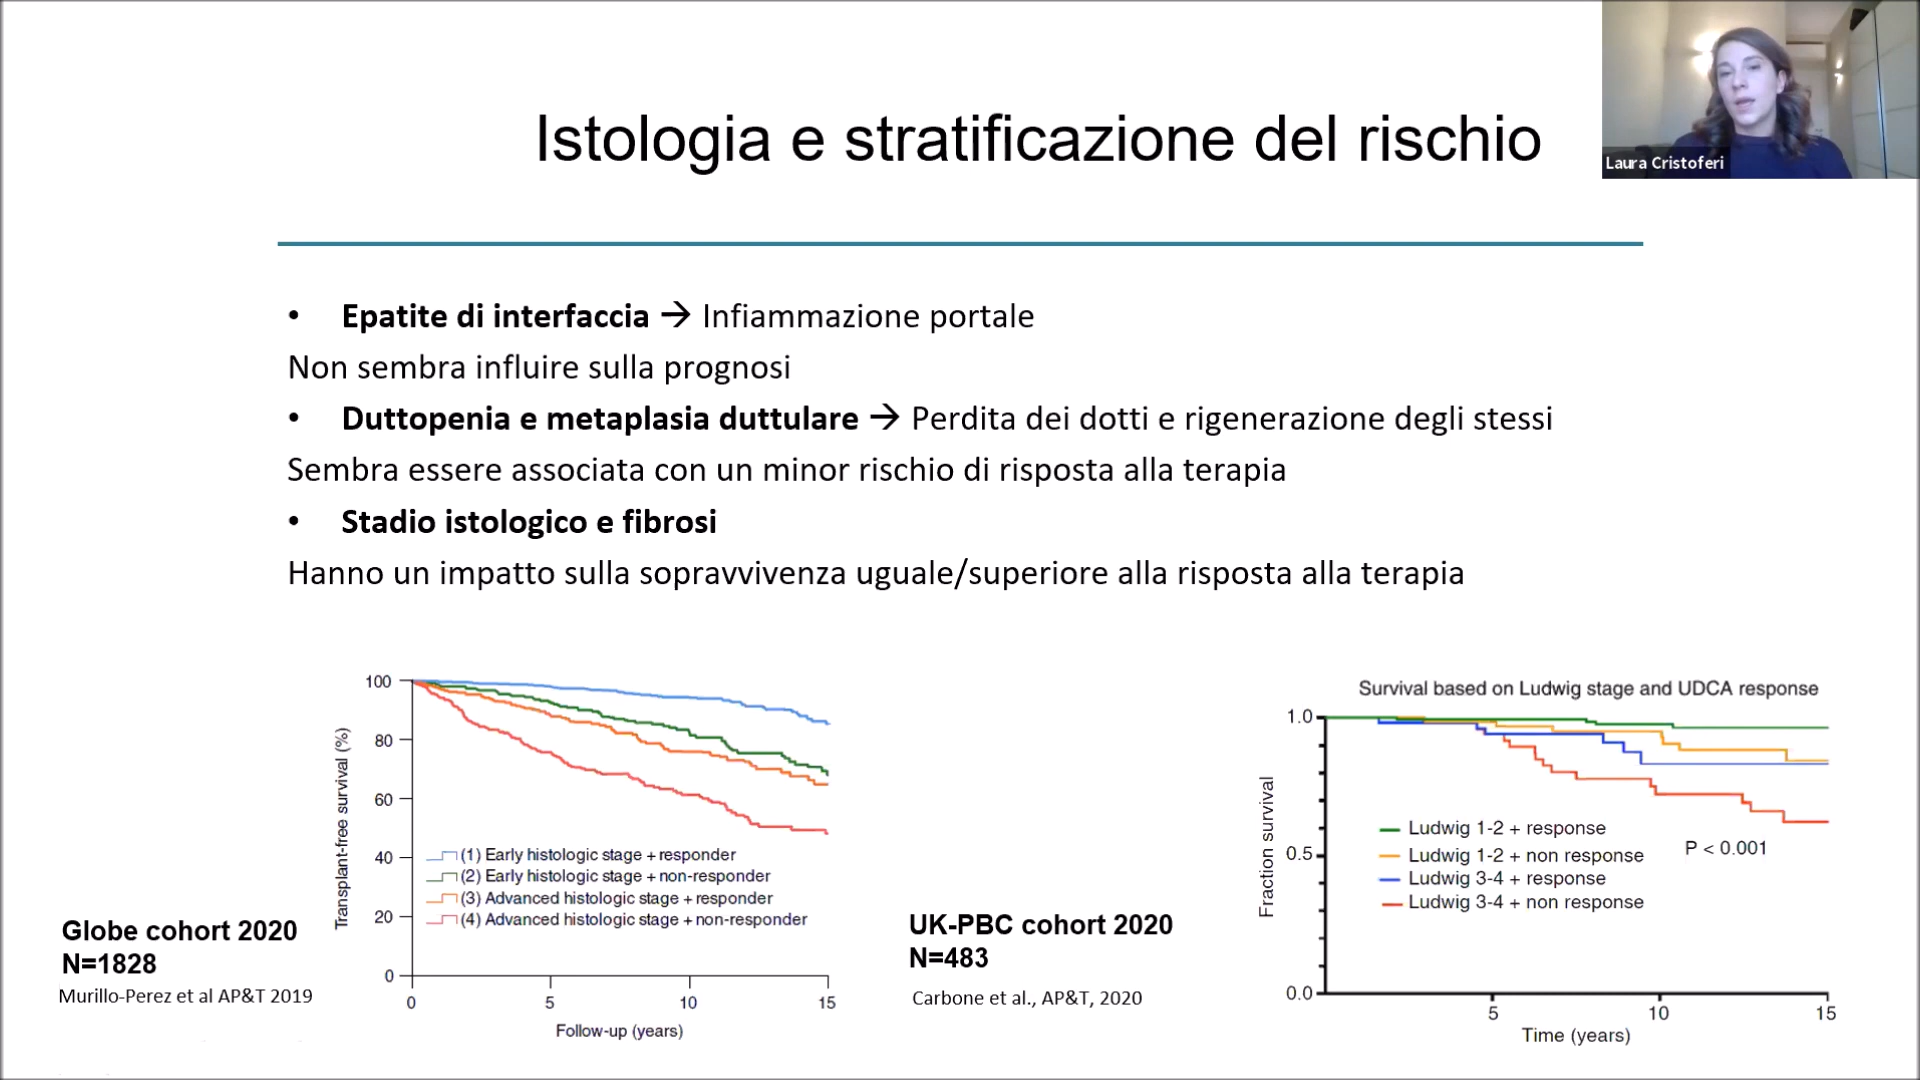 Istologia e stratificazione del rischio
Laura Cristoferi
• Epatite di interfaccia → Infiammazione portale
Non sembra influire sulla prognosi
• Duttopenia e metaplasia duttulare → Perdita dei dotti e rigenerazione degli stessi
Sembra essere associata con un minor rischio di risposta alla terapia
• Stadio istologico e fibrosi
Hanno un impatto sulla sopravvivenza uguale/superiore alla risposta alla terapia
Globe cohort 2020
N=1828
Murillo-Perez et al AP&T 2019
Transplant-free survival (%)
100
80
60
40
20
0
(1) Early histologic stage + responder
(2) Early histologic stage + non-responder
(3) Advanced histologic stage + responder
(4) Advanced histologic stage + non-responder
0 5 10 15
Follow-up (years)
UK-PBC cohort 2020
N=483
Carbone et al., AP&T, 2020
Survival based on Ludwig stage and UDCA response
Fraction survival
1.0
0.5
0.0
Ludwig 1-2 + response
Ludwig 1-2 + non response
Ludwig 3-4 + response
Ludwig 3-4 + non response
P < 0.001
5 10 15
Time (years)